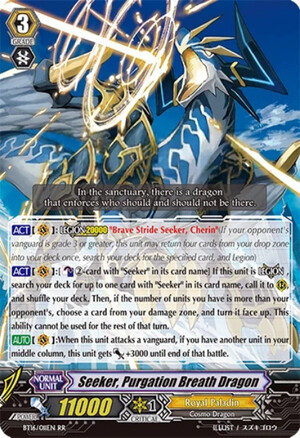 3
GRADE
In the sanctuary, there is a dragon
that enforces who should and should not be there.
ACT 1: LEGION 20000 "Brave Stride Seeker, Cherin"(If your opponent's
vanguard is grade 3 or greater, this unit may return four cards from your drop zone
into your deck once, search your deck for the specified card, and Legion)
ACT 1: [2-Card with "Seeker" in its card name] If this unit is LEGION,
search your deck for up to one card with "Seeker" in its card name, call it to
and shuffle your deck. Then, if the number of units you have is more than your
opponent's, choose a card from your damage zone, and turn it face up. This
ability cannot be used for the rest of that turn.
AUTO :When this unit attacks a vanguard, if you have another unit in your
middle column, this unit gets +3000 until end of that battle.
NORMAL
UNIT
Seeker, Purgation Breath Dragon
11000
1
CRITICAL
Royal Paladin
Cosmo Dragon
BT16/018EN RR
ILLUST / スズキゴロウ